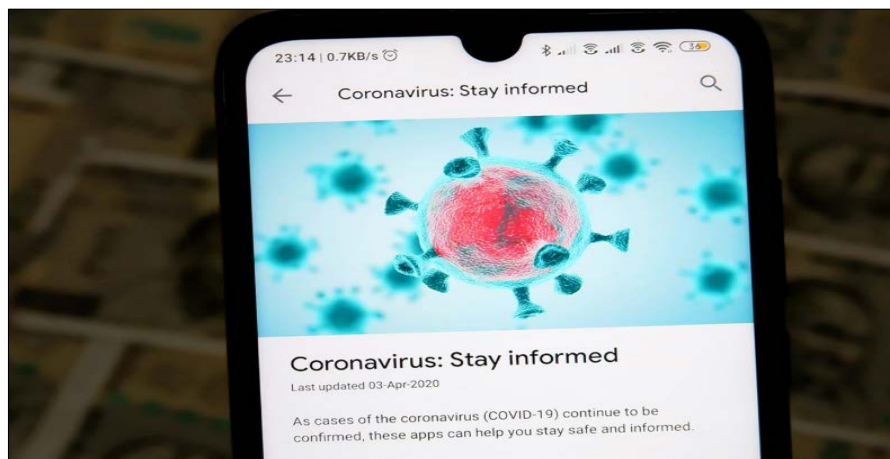 23:14 | 0.7KB/s
36
Coronavirus: Stay informed
Coronavirus: Stay informed
Last updated 03-Apr-2020
As cases of the coronavirus (COVID-19) continue to be
confirmed, these apps can help you stay safe and informed.